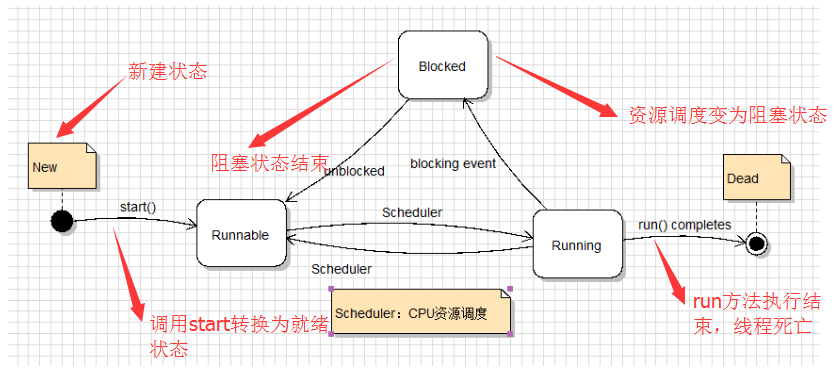 Blocked
新建状态
资源调度变为阻塞状态
阻塞状态结束
unblocked
blocking event
New
Dead
start()
Scheduler
run() completes
Runnable
Running
Scheduler
Scheduler：CPU资源调度
调用start转换为就绪
状态
run方法执行结
束，线程死亡